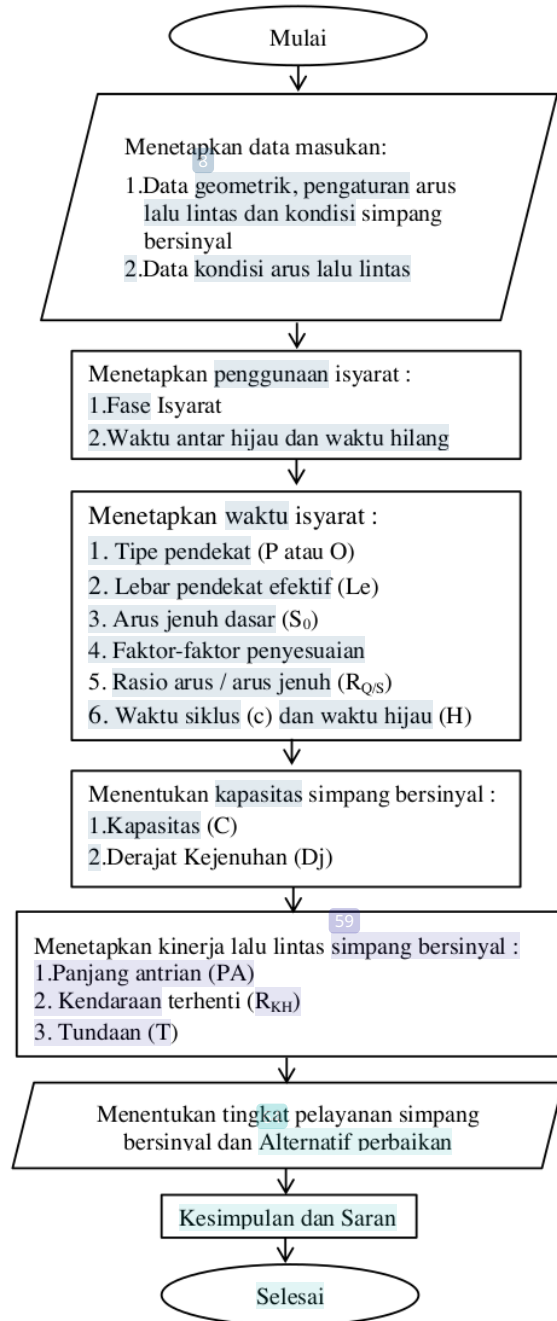 Mulai
Menetapkan data masukan:
8
1.Data geometrik, pengaturan arus
lalu lintas dan kondisi simpang
bersinyal
2.Data kondisi arus lalu lintas
Menetapkan penggunaan isyarat :
1.Fase Isyarat
2.Waktu antar hijau dan waktu hilang
Menetapkan waktu isyarat :
1. Tipe pendekat (P atau O)
2. Lebar pendekat efektif (Le)
3. Arus jenuh dasar (S₀)
4. Faktor-faktor penyesuaian
5. Rasio arus / arus jenuh (R_Q/S)
6. Waktu siklus (c) dan waktu hijau (H)
Menentukan kapasitas simpang bersinyal :
1.Kapasitas (C)
2.Derajat Kejenuhan (Dj)
59
Menetapkan kinerja lalu lintas simpang bersinyal :
1.Panjang antrian (PA)
2. Kendaraan terhenti (R_KH)
3. Tundaan (T)
Menentukan tingkat pelayanan simpang
bersinyal dan Alternatif perbaikan
Kesimpulan dan Saran
Selesai